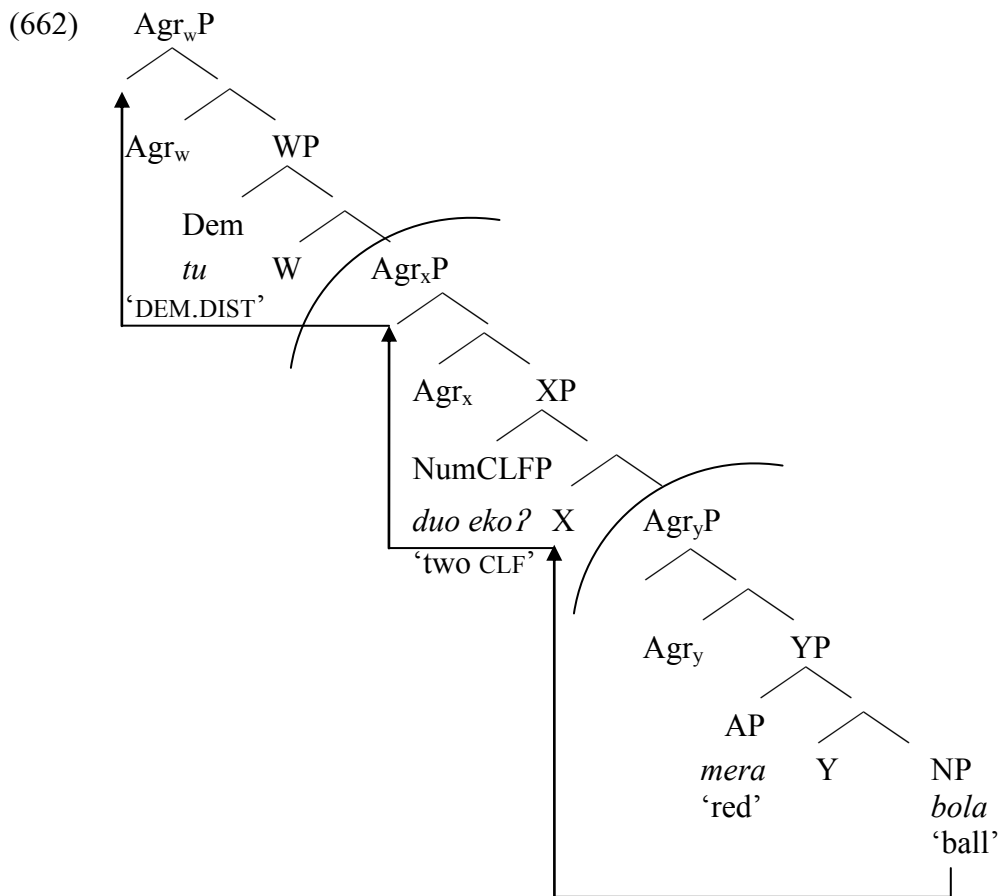 (662) AgrwP
Agrw WP
Dem
tu W AgrxP
‘DEM.DIST’
Agrx XP
NumCLFP
duo ekoʔ X AgryP
‘two CLF’
Agry YP
AP
mera Y NP
‘red’ bola
‘ball’